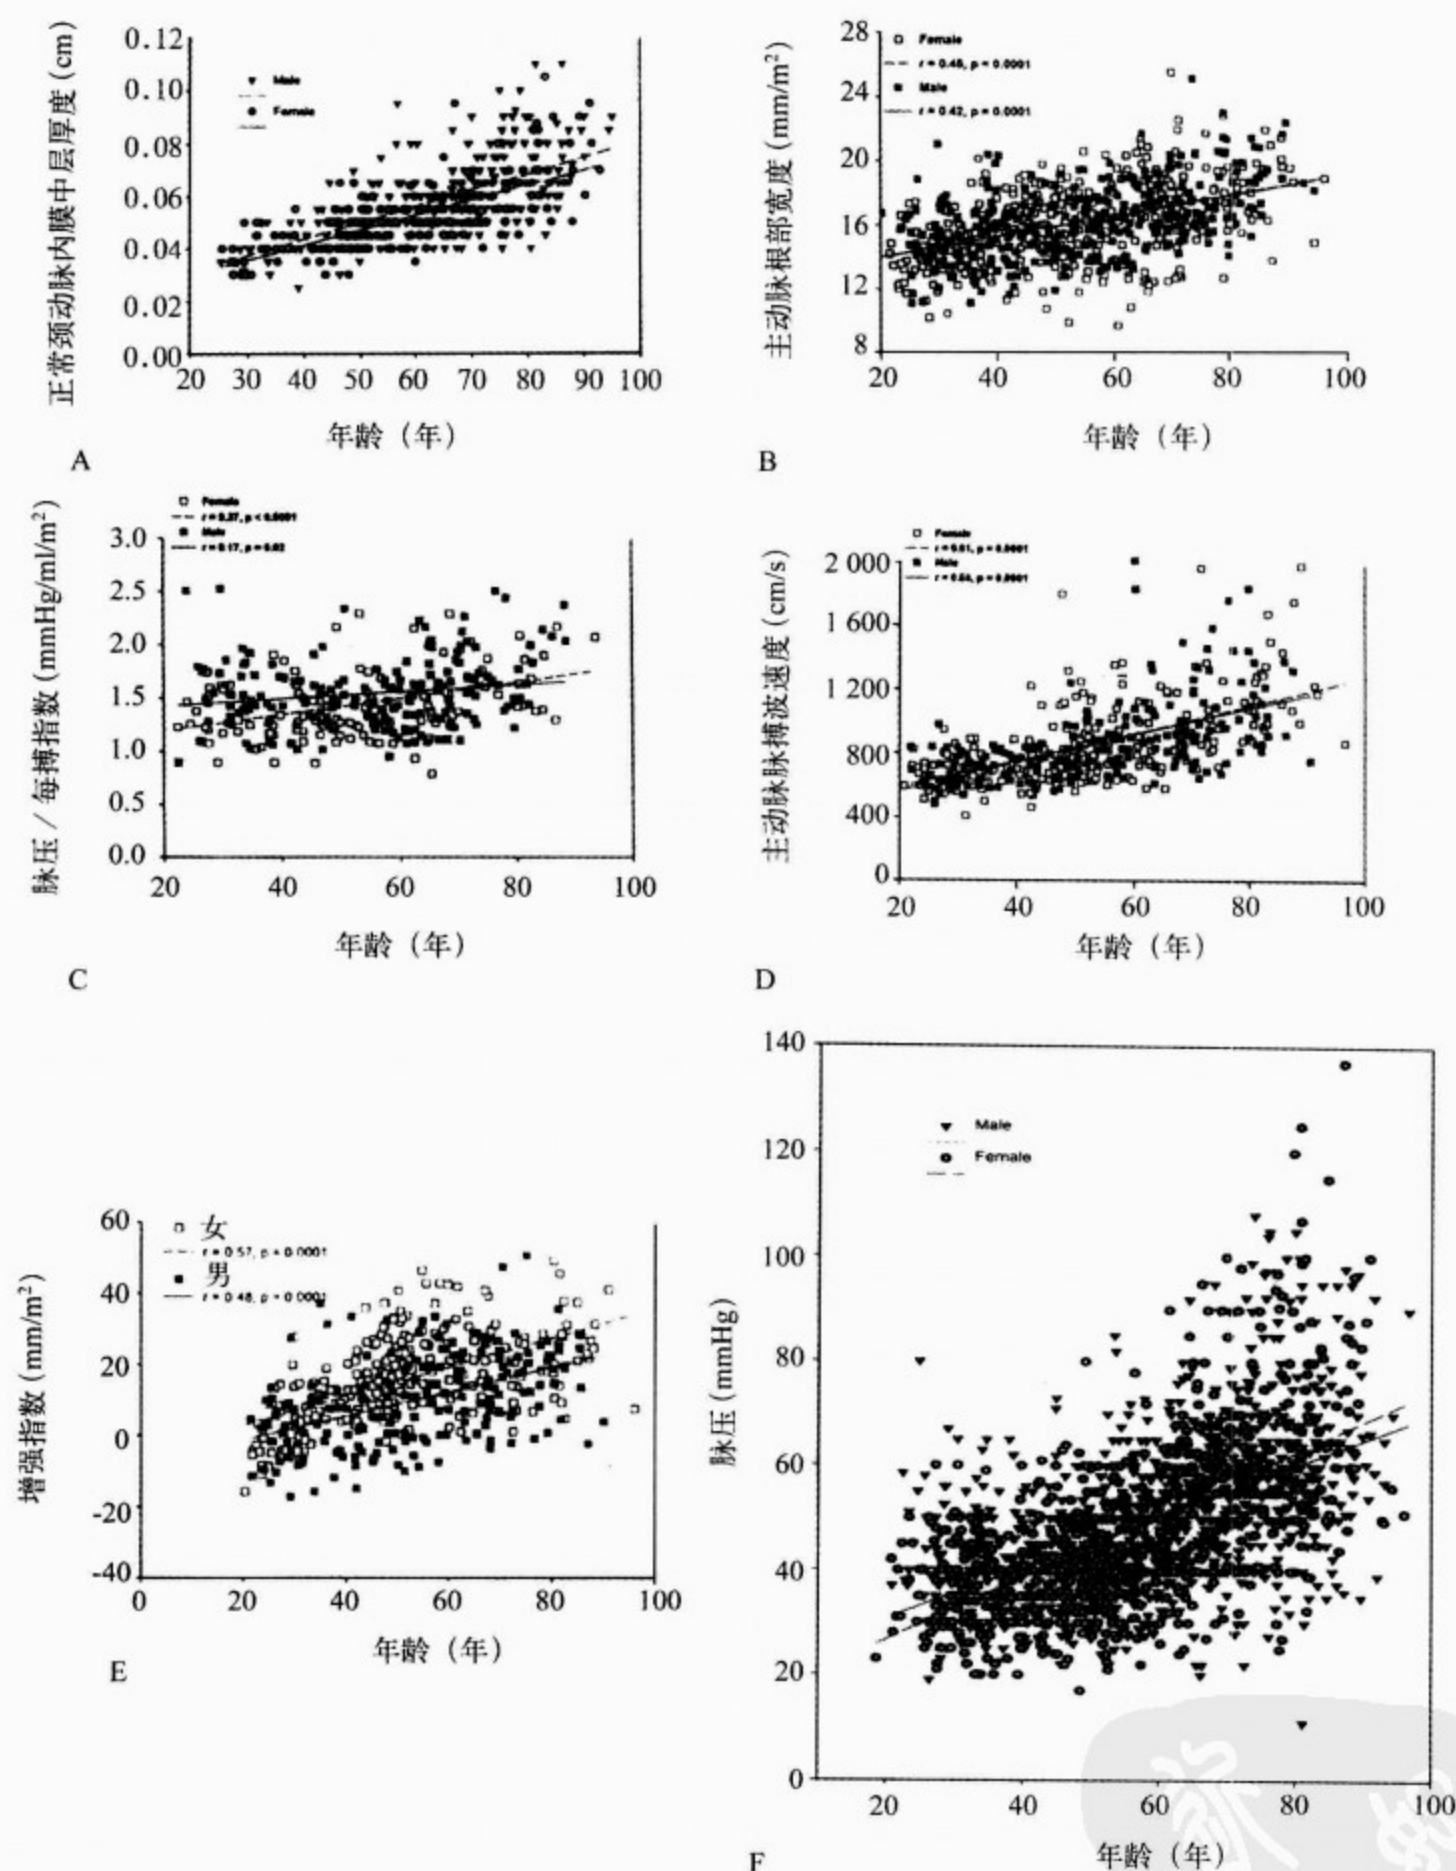 正常颈动脉内膜中层厚度 (cm)
0.12
0.10
0.08
0.06
0.04
0.02
0.00
Male
Female
20 30 40 50 60 70 80 90 100
年龄 (年)
A
主动脉根部宽度 (mm/m²)
28
24
20
16
12
8
Female
Male
r = 0.42, p = 0.0001
20 40 60 80 100
年龄 (年)
B
脉压 / 每搏指数 (mmHg/ml/m²)
3.0
2.5
2.0
1.5
1.0
0.5
0.0
Female
Male
20 40 60 80 100
年龄 (年)
C
主动脉脉搏波速度 (cm/s)
2 000
1 600
1 200
800
400
0
Female
Male
20 40 60 80 100
年龄 (年)
D
增强指数 (mm/m²)
60
40
20
0
-20
-40
女
男
0 20 40 60 80 100
年龄 (年)
E
脉压 (mmHg)
140
120
100
80
60
40
20
0
Male
Female
20 40 60 80 100
年龄 (年)
F